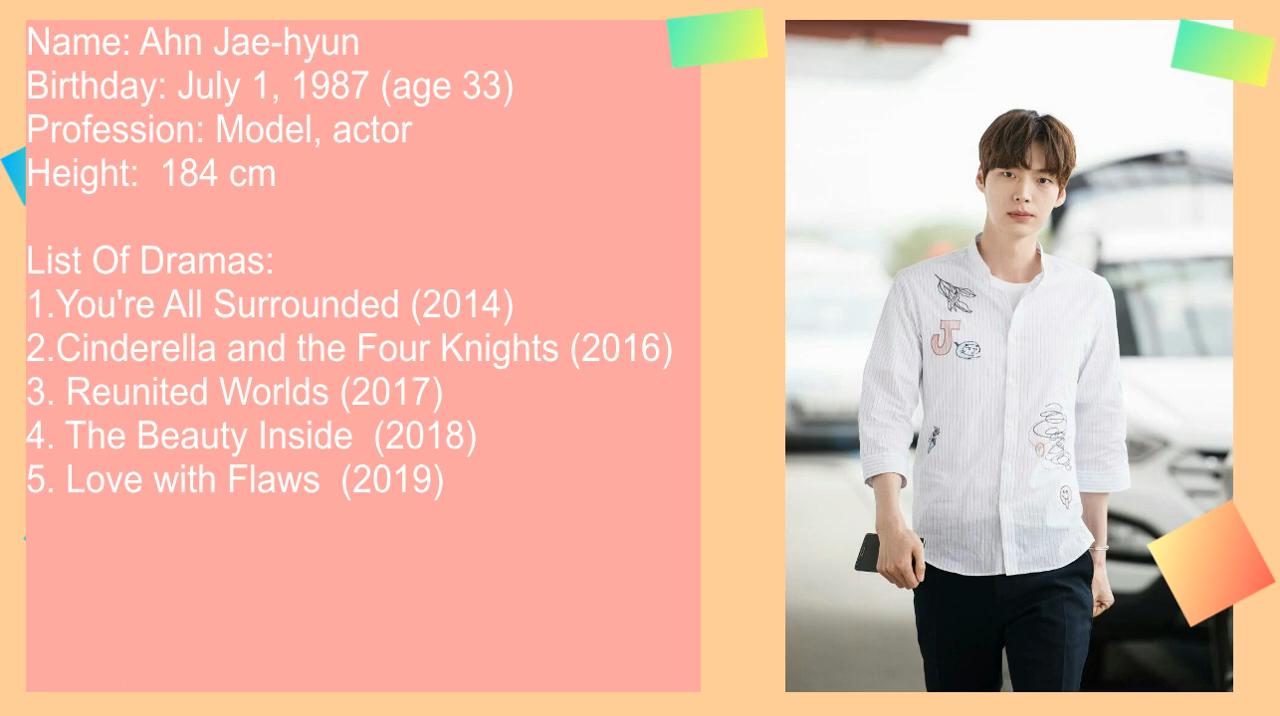 Name: Ahn Jae-hyun
Birthday: July 1, 1987 (age 33)
Profession: Model, actor
Height:  184 cm
List Of Dramas:
1.You're All Surrounded (2014)
2.Cinderella and the Four Knights (2016)
3. Reunited Worlds (2017)
4. The Beauty Inside  (2018)
5. Love with Flaws  (2019)
J